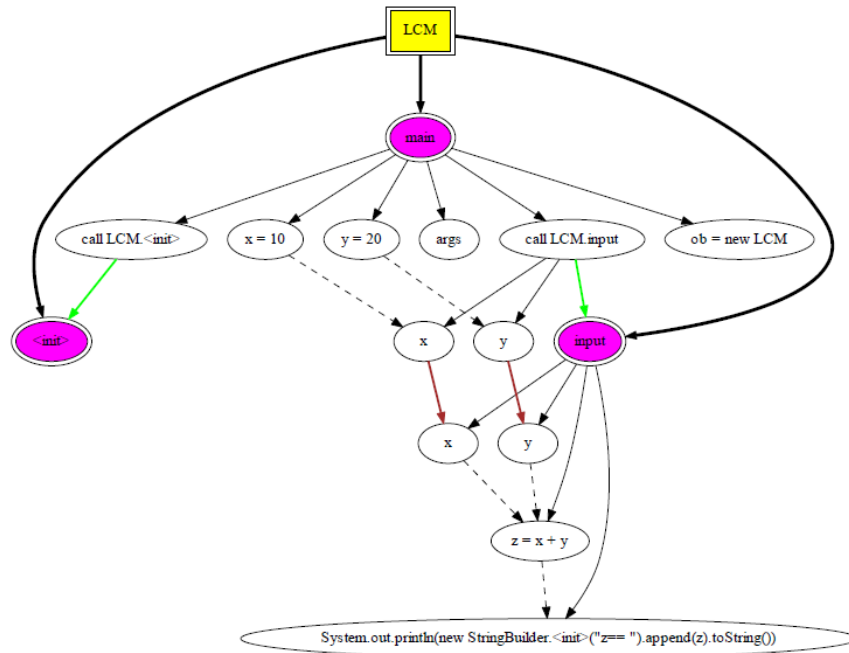 LCM
main
call LCM.<init>
x = 10
y = 20
args
call LCM.input
ob = new LCM
<init>
x
y
input
x
y
z = x + y
System.out.println(new StringBuilder.<init>("z== ").append(z).toString())